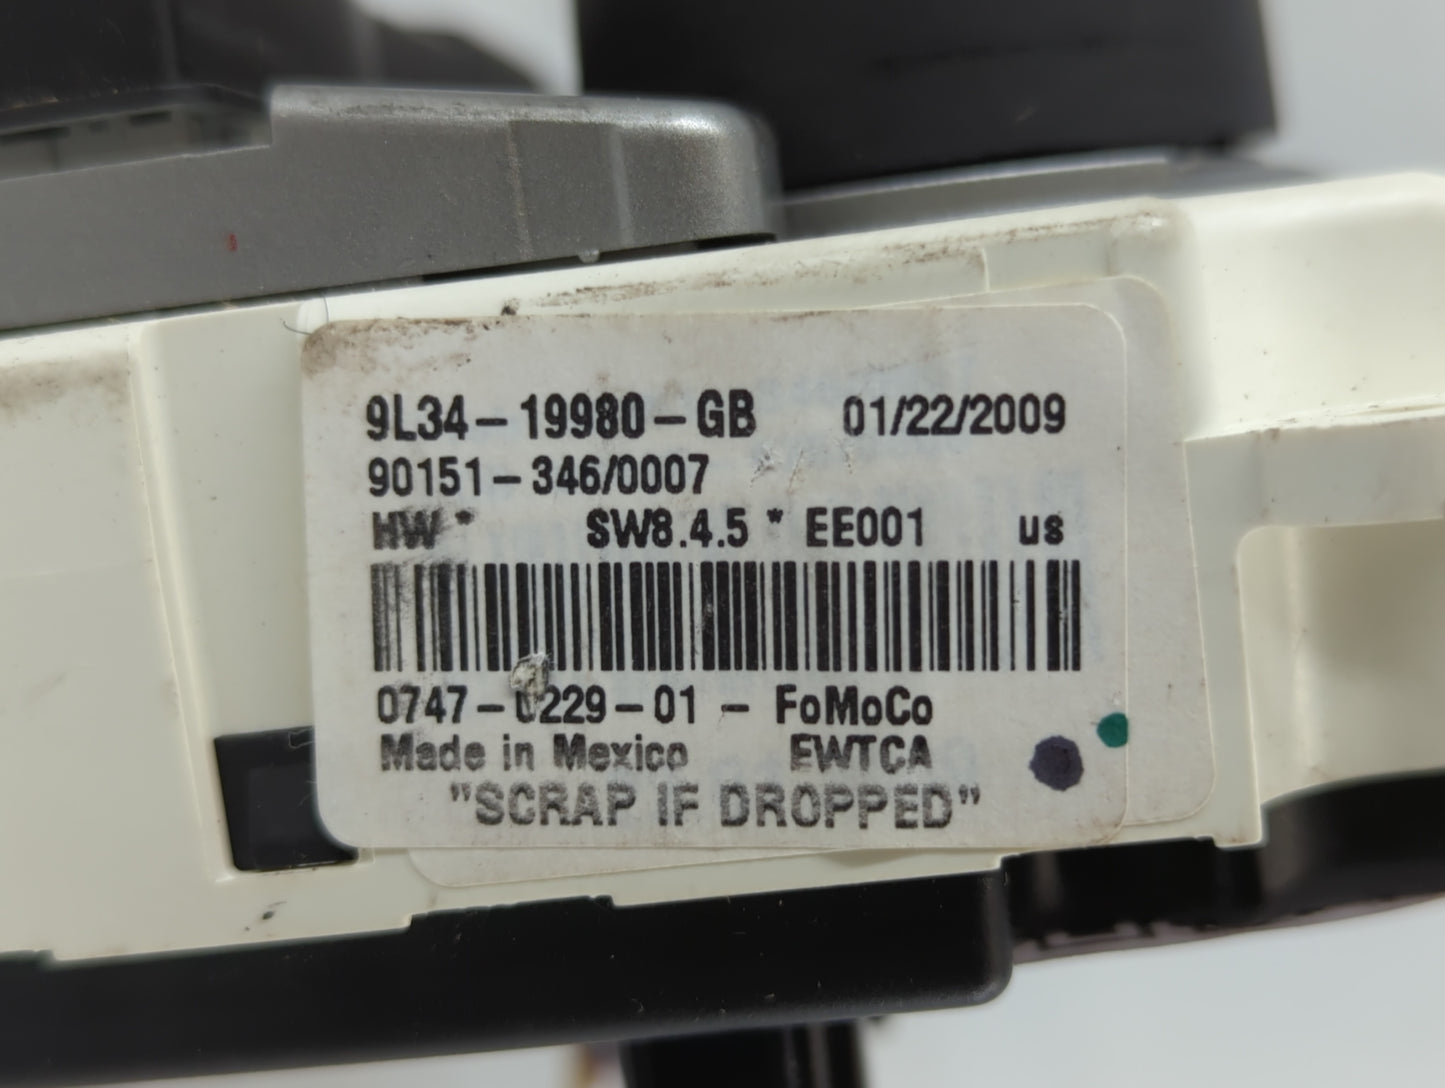 9L34-19980-GB 01/22/2009
90151-346/0007
HW * SW8.4.5 * EE001 us
0747-0229-01 - FoMoCo
Made in Mexico EWTCA
"SCRAP IF DROPPED"